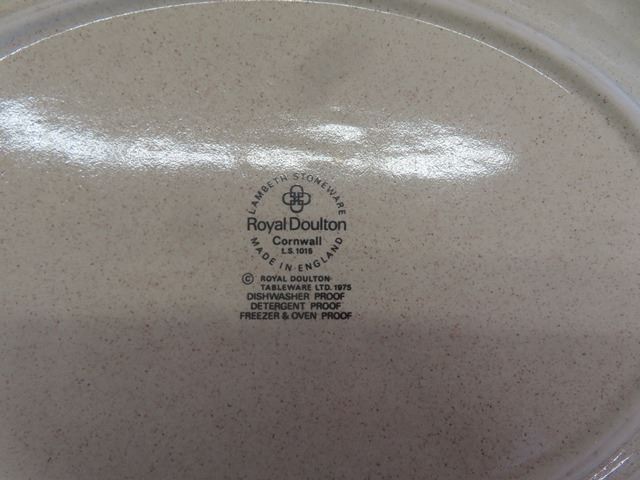 LAMBETH STONEWARE
Royal Doulton
Cornwall
L.S. 1015
MADE IN ENGLAND
© ROYAL DOULTON
TABLEWARE LTD. 1975
DISHWASHER PROOF
DETERGENT PROOF
FREEZER & OVEN PROOF